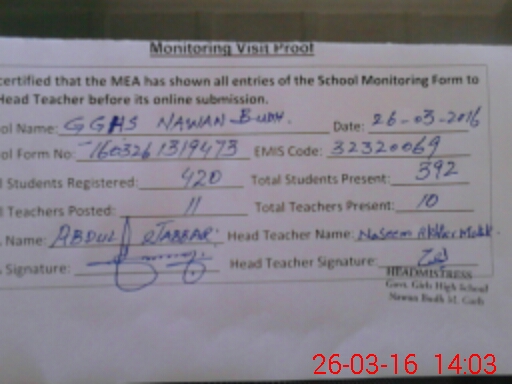 Monitoring Visit Proof
certified that the MEA has shown all entries of the School Monitoring Form to
Head Teacher before its online submission.
ol Name: GGHS NAWAN BUDH. Date: 26-03-2016
ol Form No: 1603261319473 EMIS Code: 32320069
l Students Registered: 420 Total Students Present: 392
l Teachers Posted: 11 Total Teachers Present: 10
Name: ABDUL JABBAR Head Teacher Name: Naseem Akhter Malik.
Signature: Head Teacher Signature:
HEADMISTRESS
Govt. Girls High School
Nawan Budh M. Garh
26-03-16 14:03